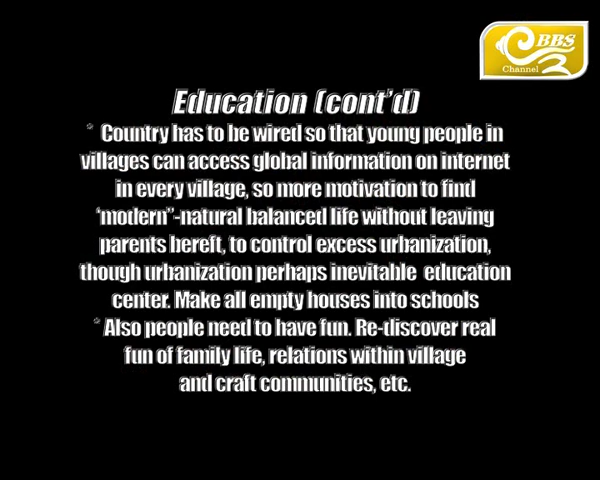 BBS
Channel 2
Education (cont'd)
* Country has to be wired so that young people in
villages can access global information on internet
in every village, so more motivation to find
'modern"-natural balanced life without leaving
parents bereft, to control excess urbanization,
though urbanization perhaps inevitable education
center. Make all empty houses into schools
* Also people need to have fun. Re-discover real
fun of family life, relations within village
and craft communities, etc.